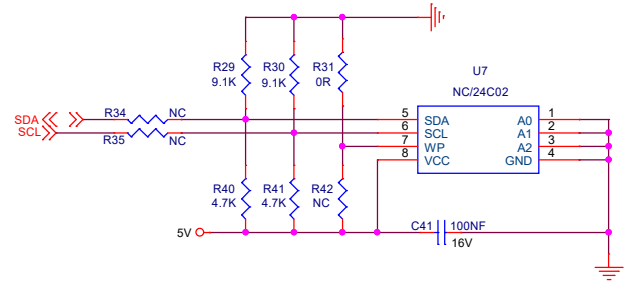 U7
NC/24C02
R29
9.1K
R30
9.1K
R31
0R
SDA
SCL
R34
NC
R35
NC
5
6
7
8
SDA
SCL
WP
VCC
A0
A1
A2
GND
1
2
3
4
R40
4.7K
R41
4.7K
R42
NC
5V
C41
100NF
16V